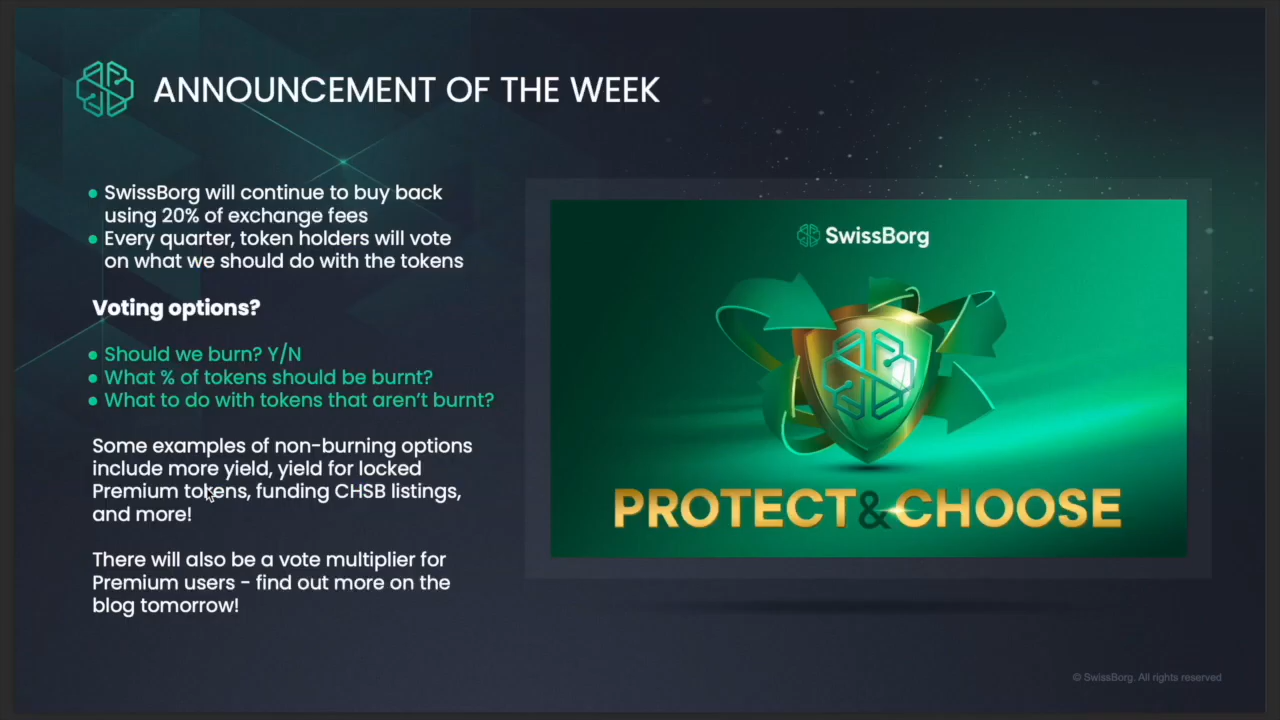 ANNOUNCEMENT OF THE WEEK
• SwissBorg will continue to buy back
using 20% of exchange fees
• Every quarter, token holders will vote
on what we should do with the tokens
Voting options?
• Should we burn? Y/N
• What % of tokens should be burnt?
• What to do with tokens that aren't burnt?
Some examples of non-burning options
include more yield, yield for locked
Premium tokens, funding CHSB listings,
and more!
There will also be a vote multiplier for
Premium users - find out more on the
blog tomorrow!
SwissBorg
PROTECT&CHOOSE
© SwissBorg. All rights reserved